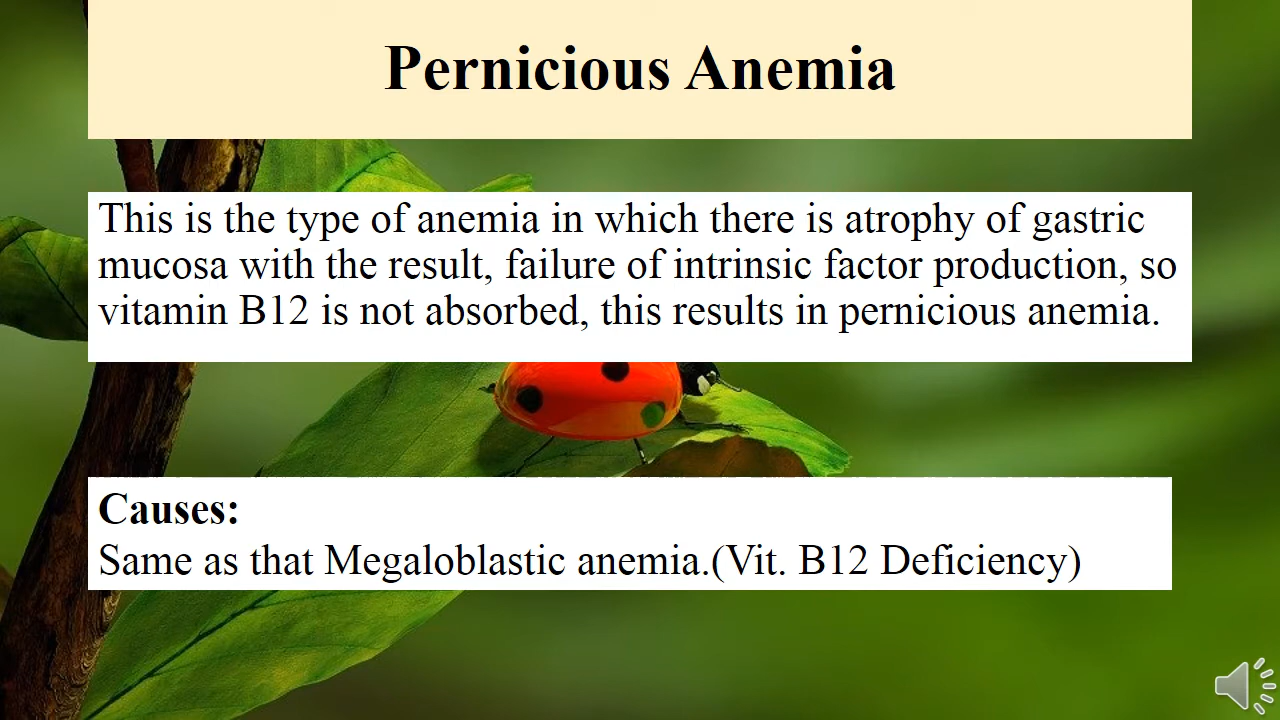 Pernicious Anemia
This is the type of anemia in which there is atrophy of gastric
mucosa with the result, failure of intrinsic factor production, so
vitamin B12 is not absorbed, this results in pernicious anemia.
Causes:
Same as that Megaloblastic anemia.(Vit. B12 Deficiency)